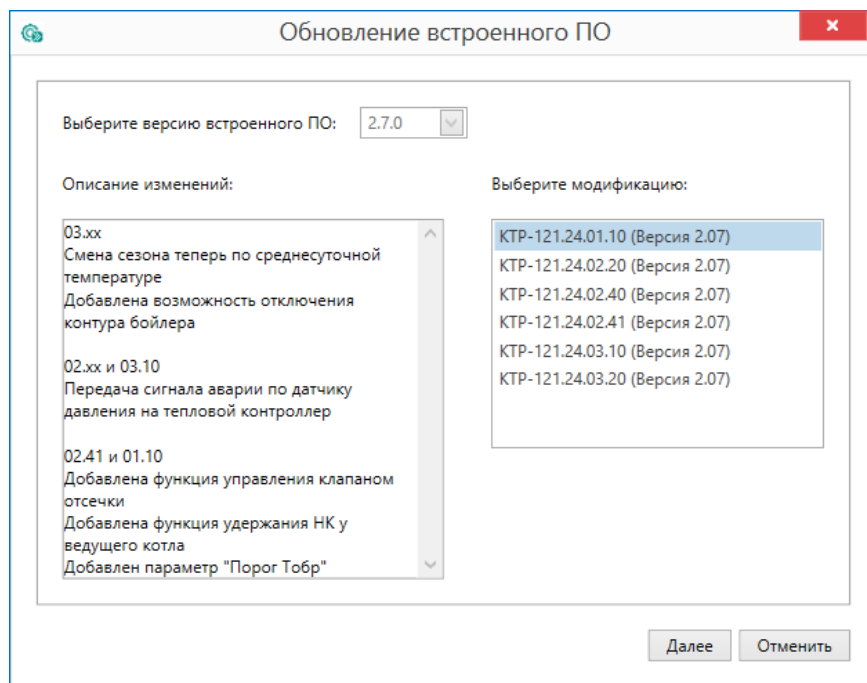 Обновление встроенного ПО
Выберите версию встроенного ПО:
2.7.0
Описание изменений:
03.xx
Смена сезона теперь по среднесуточной
температуре
Добавлена возможность отключения
контура бойлера
02.xx и 03.10
Передача сигнала аварии по датчику
давления на тепловой контроллер
02.41 и 01.10
Добавлена функция управления клапаном
отсечки
Добавлена функция удержания НК у
ведущего котла
Добавлен параметр "Порог Тобр"
Выберите модификацию:
КТР-121.24.01.10 (Версия 2.07)
КТР-121.24.02.20 (Версия 2.07)
КТР-121.24.02.40 (Версия 2.07)
КТР-121.24.02.41 (Версия 2.07)
КТР-121.24.03.10 (Версия 2.07)
КТР-121.24.03.20 (Версия 2.07)
Далее
Отменить